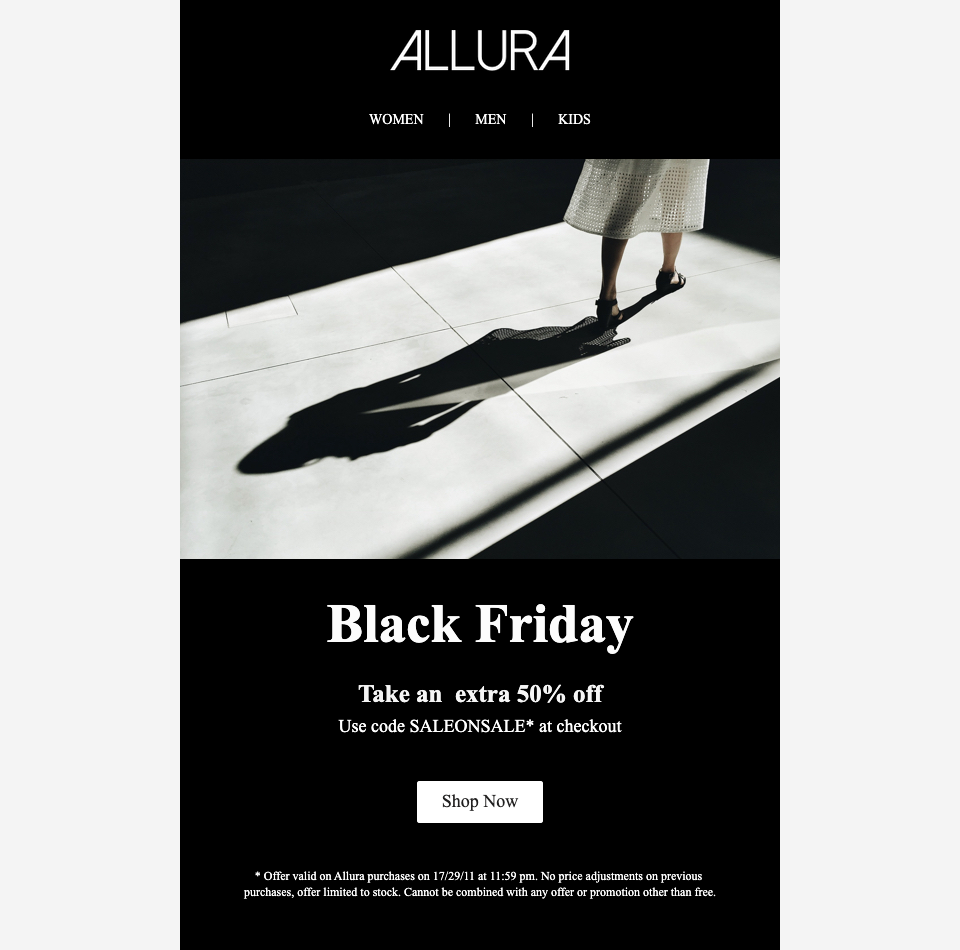 ALLURA
WOMEN | MEN | KIDS
Black Friday
Take an  extra 50% off
Use code SALEONSALE* at checkout
Shop Now
* Offer valid on Allura purchases on 17/29/11 at 11:59 pm. No price adjustments on previous
purchases, offer limited to stock. Cannot be combined with any offer or promotion other than free.